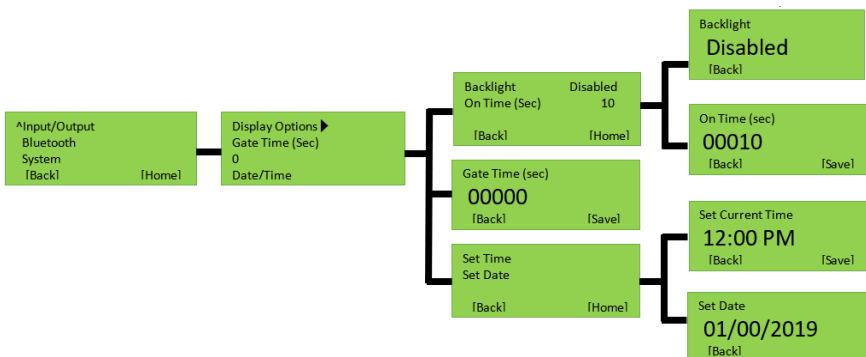 ^Input/Output
Bluetooth
System
[Back] [Home]
Display Options ▶
Gate Time (Sec)
0
Date/Time
Backlight Disabled
On Time (Sec) 10
[Back] [Home]
Gate Time (sec)
00000
[Back] [Save]
Set Time
Set Date
[Back] [Home]
Backlight
Disabled
[Back]
On Time (sec)
00010
[Back] [Save]
Set Current Time
12:00 PM
[Back] [Save]
Set Date
01/00/2019
[Back]